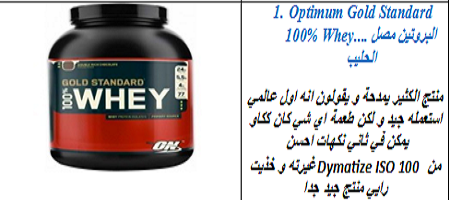 GOLD STANDARD
100% WHEY
ON
1. Optimum Gold Standard
البروتين مصل ....100% Whey
الحليب
منتج الكثير يمدحة و يقولون انه اول عالمي
استعمله جيد و لكن طعمة اي شي كان ككاو
يمكن في ثاني نكهات احسن
من Dymatize ISO 100 غيرته و خذيت
رايي منتج جيد جدا